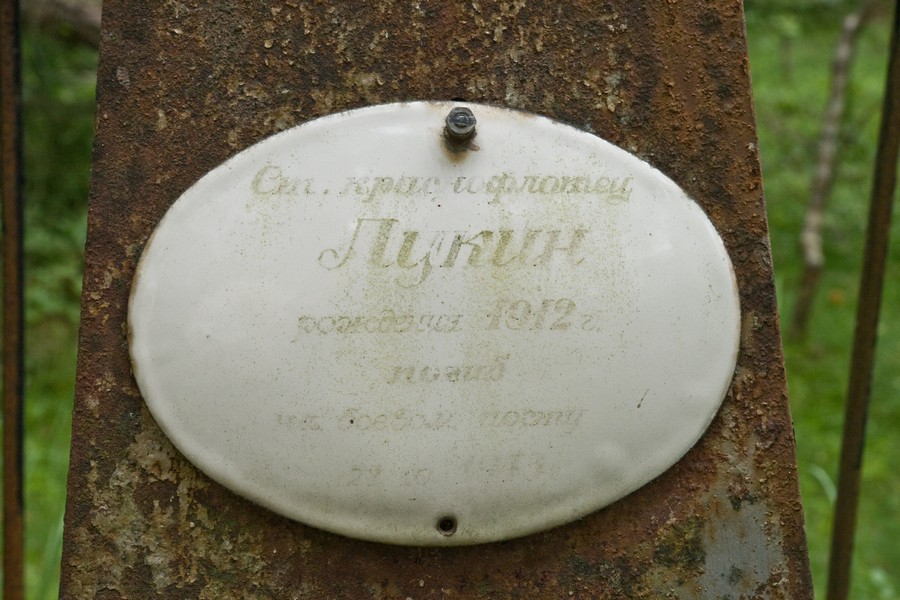 Ст. краснофлотец
Лукин
рождения 1912 г.
погиб
на боевом посту